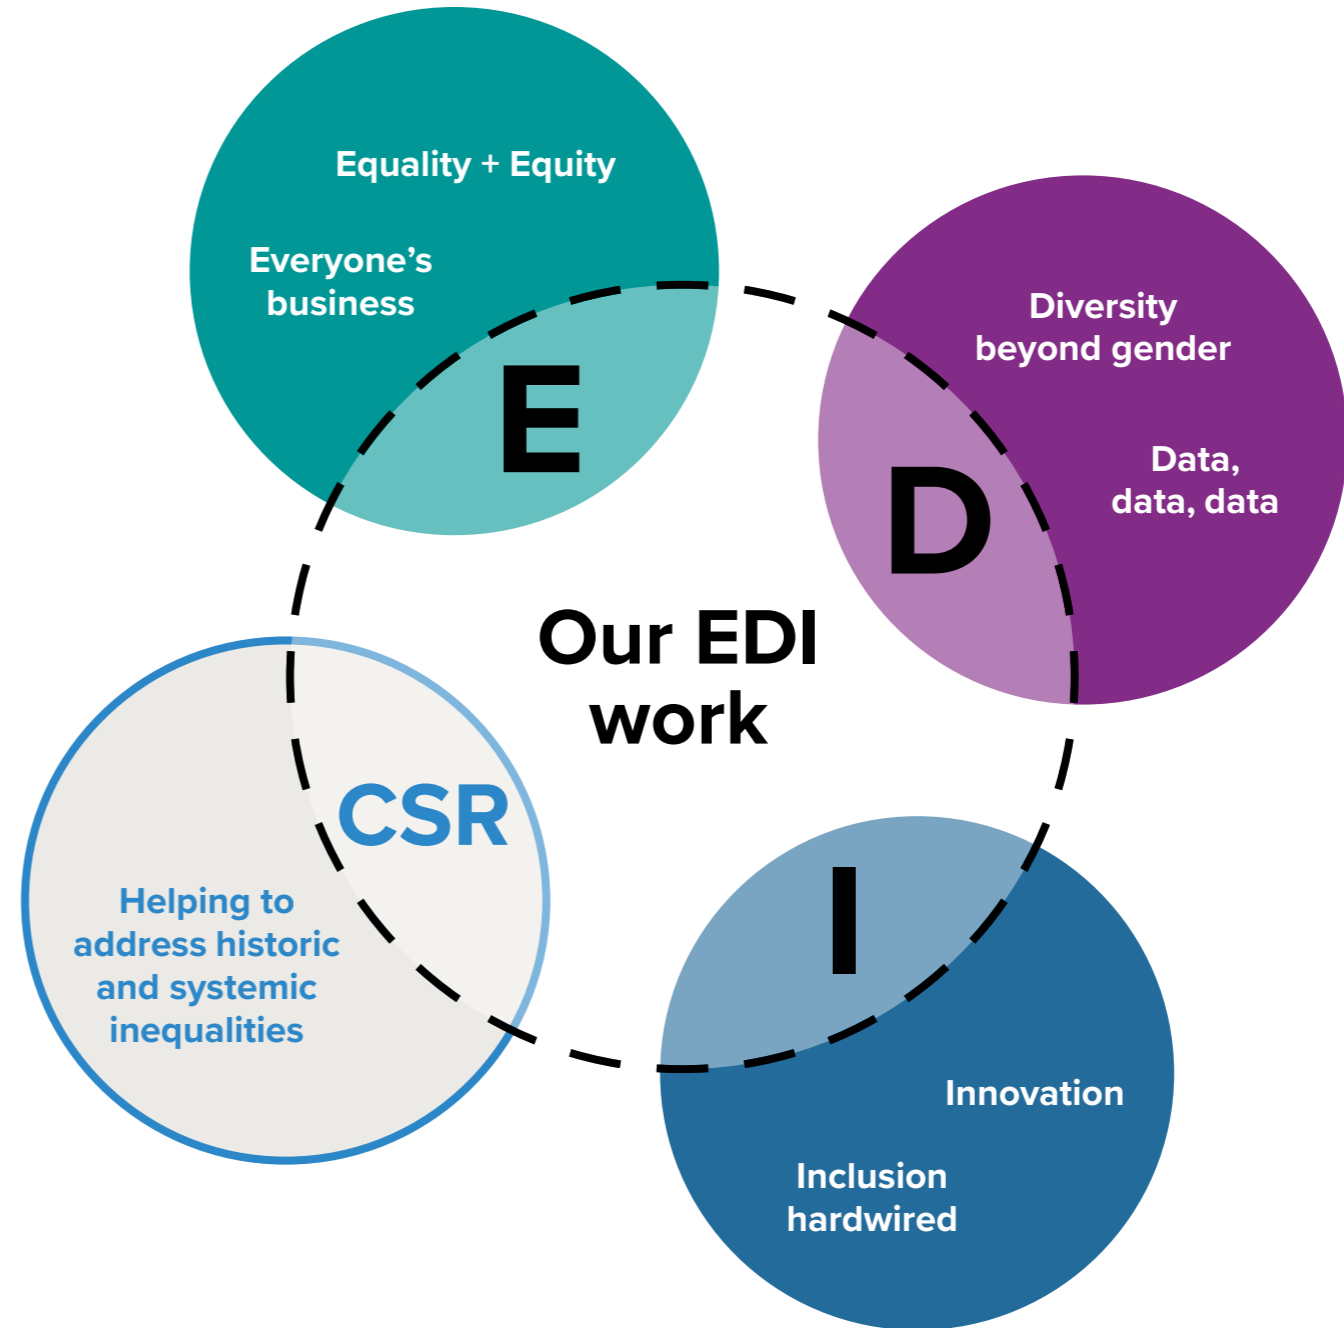 Equality + Equity
Everyone’s
business
E
Diversity
beyond gender
Data,
data, data
D
Our EDI
work
CSR
Helping to
address historic
and systemic
inequalities
I
Innovation
Inclusion
hardwired